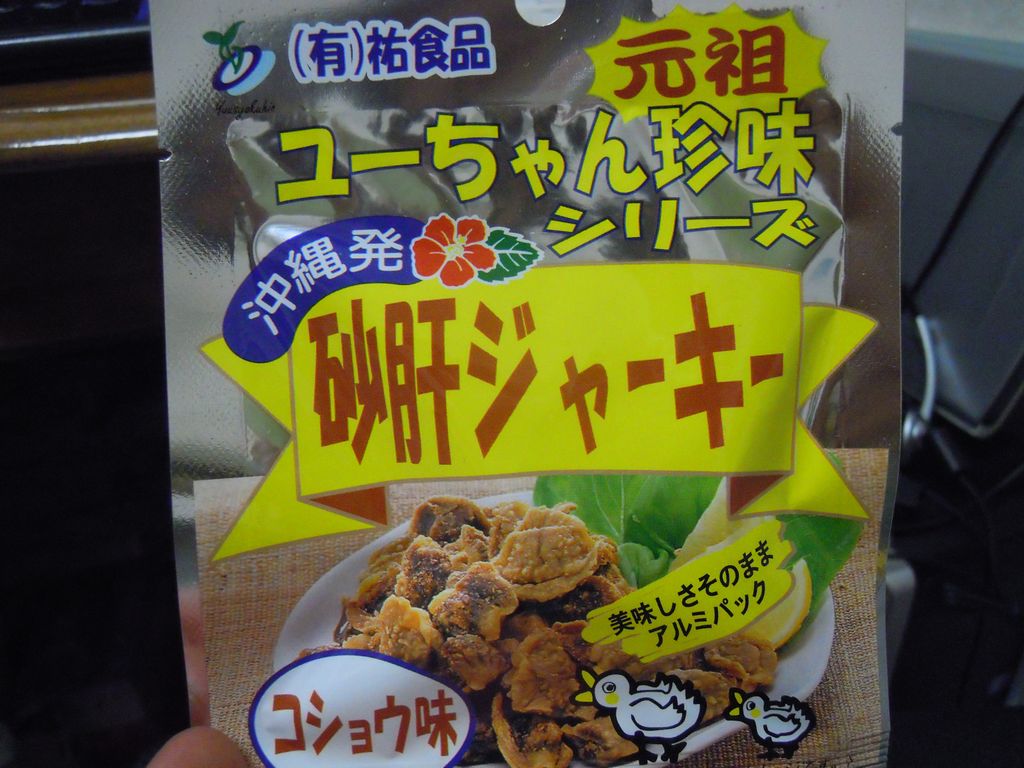 (有)祐食品
元祖
ユーちゃん珍味
シリーズ
沖縄発
砂肝ジャーキー
美味しさそのまま
アルミパック
コショウ味